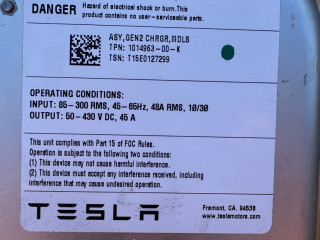 DANGER
Hazard of electrical shock or burn. This
product contains no user-serviceable parts.
ASY, GEN2 CHRGR, MDLS
TPN: 1014963-00-K
TSN: T15E0127299
OPERATING CONDITIONS:
INPUT: 85-300 RMS, 45-65Hz, 48A RMS, 1Ø/3Ø
OUTPUT: 50-430 V DC, 45 A
This unit complies with Part 15 of FCC Rules.
Operation is subject to the following two conditions:
(1) This device may not cause harmful interference.
(2) This device must accept any interference received, including
interference that may cause undesired operation.
TESLA
Fremont, CA. 94538
www.teslamotors.com